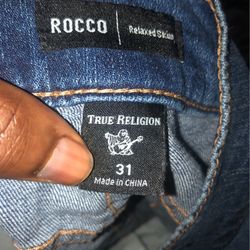 ROCCO
Relaxed Skinny
TRUE RELIGION
31
Made in CHINA